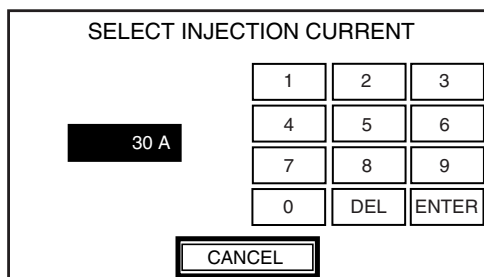 SELECT INJECTION CURRENT
1 2 3
30 A
4 5 6
7 8 9
0 DEL ENTER
CANCEL